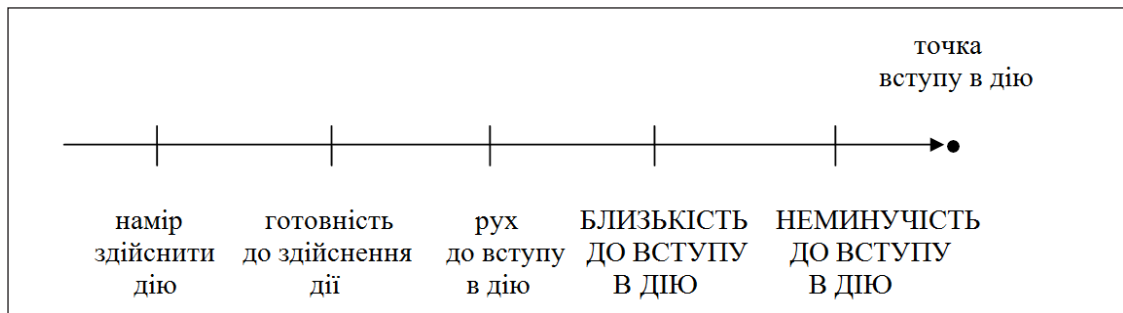 точка
вступу в дію
намір
здійснити
дію
готовність
до здійснення
дії
рух
до вступу
в дію
БЛИЗЬКІСТЬ
ДО ВСТУПУ
В ДІЮ
НЕМИНУЧІСТЬ
ДО ВСТУПУ
В ДІЮ